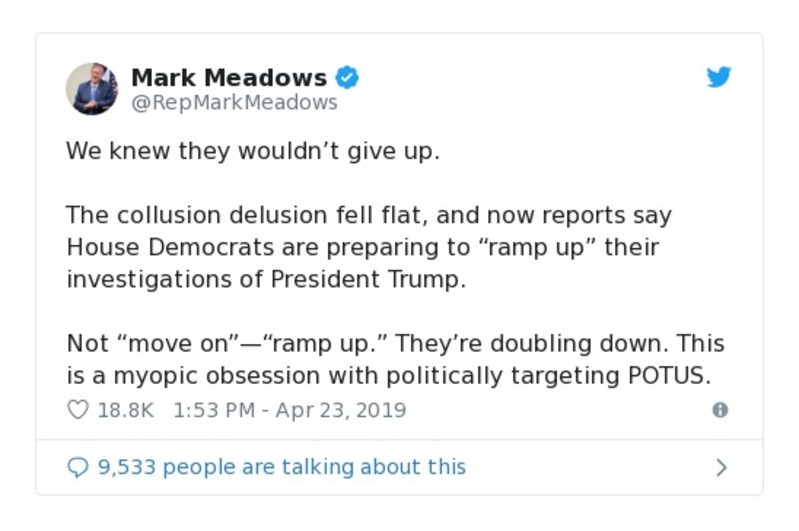 Mark Meadows
@RepMarkMeadows
We knew they wouldn’t give up.
The collusion delusion fell flat, and now reports say
House Democrats are preparing to “ramp up” their
investigations of President Trump.
Not “move on”—“ramp up.” They’re doubling down. This
is a myopic obsession with politically targeting POTUS.
18.8K 1:53 PM - Apr 23, 2019
9,533 people are talking about this